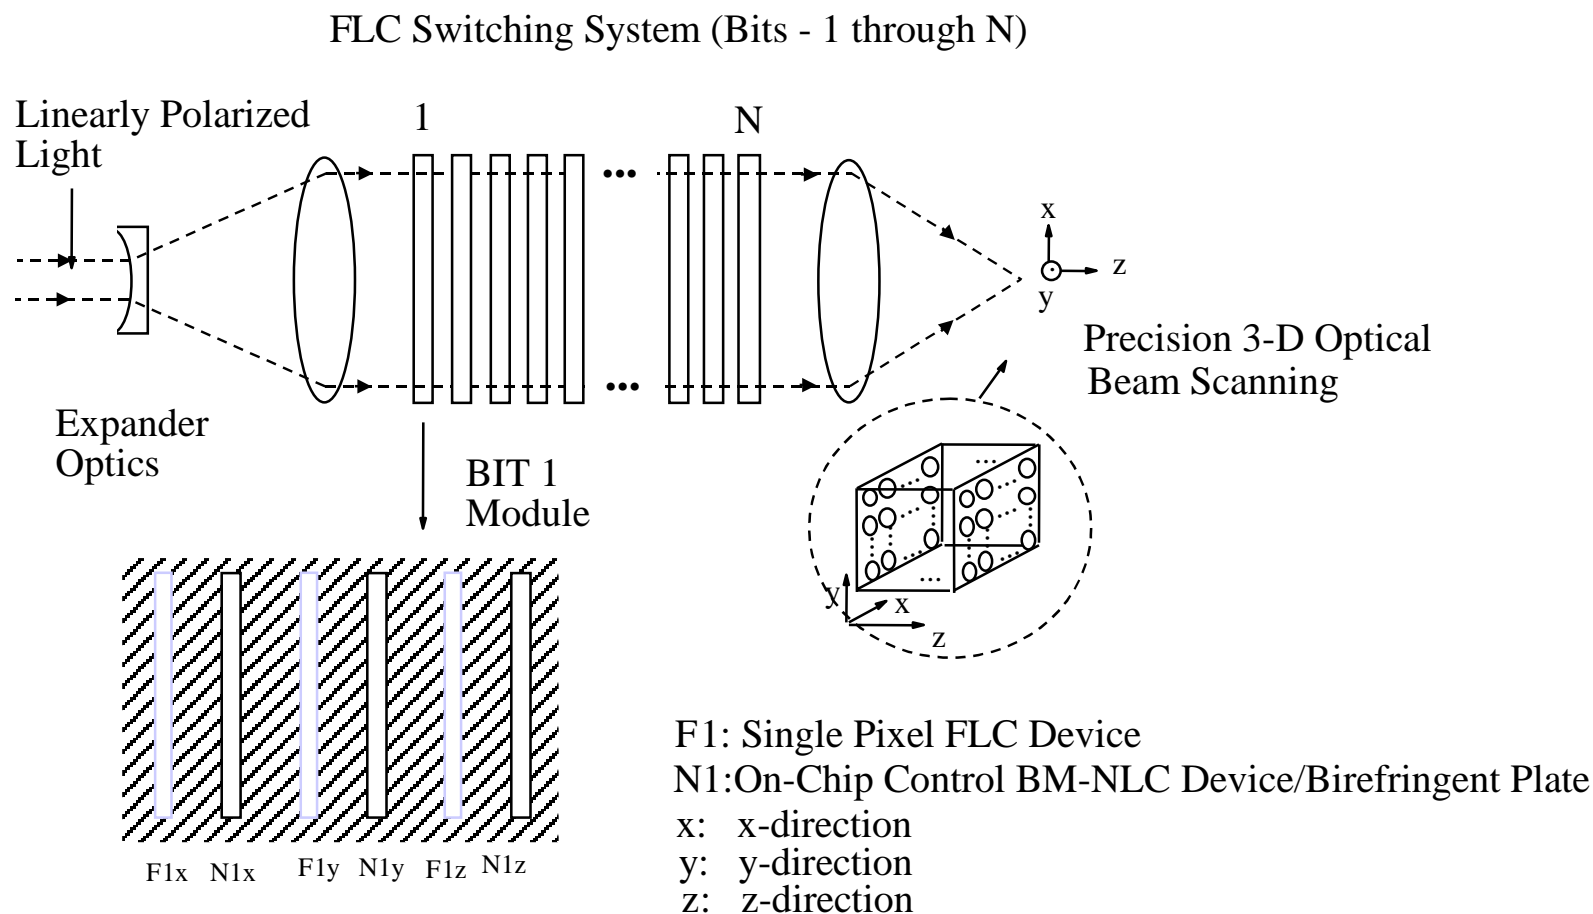 FLC Switching System (Bits - 1 through N)
Linearly Polarized
Light
1
N
•••
•••
x
z
y
Precision 3-D Optical
Beam Scanning
Expander
Optics
BIT 1
Module
...
...
y
x
z
F1x N1x F1y N1y F1z N1z
F1: Single Pixel FLC Device
N1:On-Chip Control BM-NLC Device/Birefringent Plate
x: x-direction
y: y-direction
z: z-direction